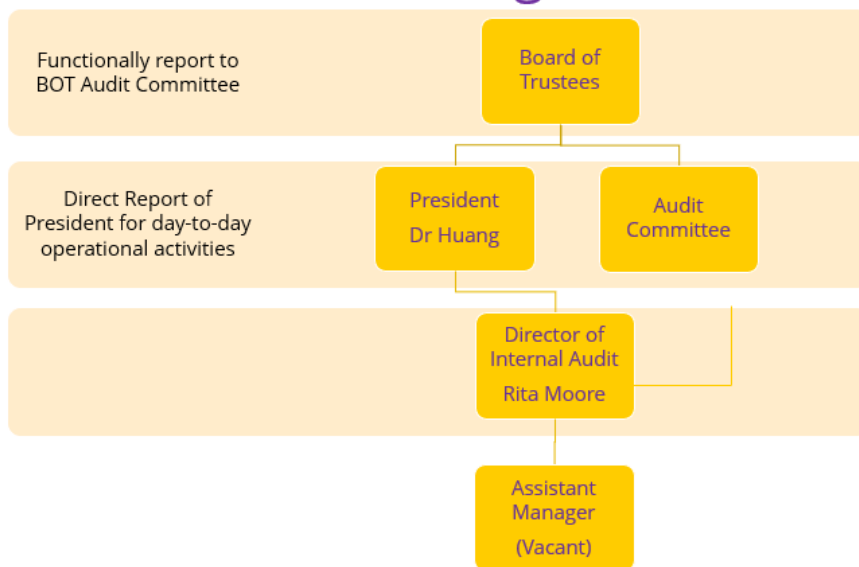 Functionally report to
BOT Audit Committee
Board of
Trustees
Direct Report of
President for day-to-day
operational activities
President
Dr Huang
Audit
Committee
Director of
Internal Audit
Rita Moore
Assistant
Manager
(Vacant)